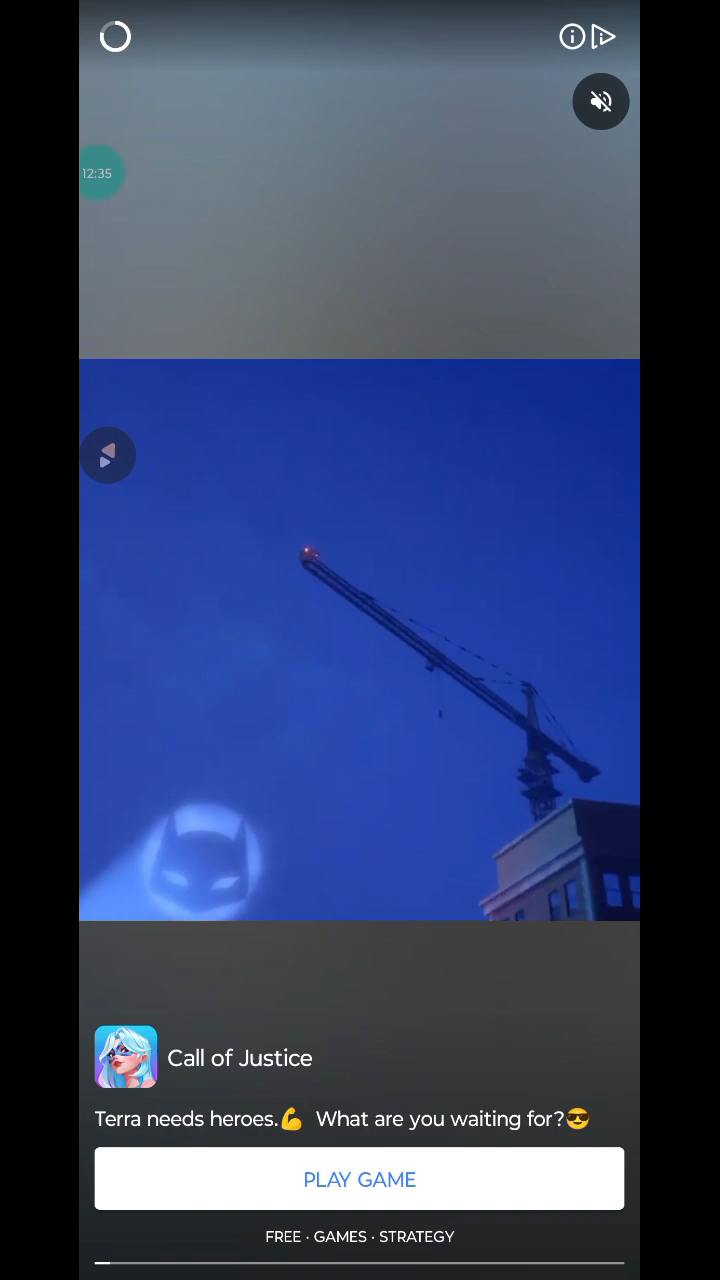 12:35
Call of Justice
Terra needs heroes.💪 What are you waiting for?😎
PLAY GAME
FREE · GAMES · STRATEGY